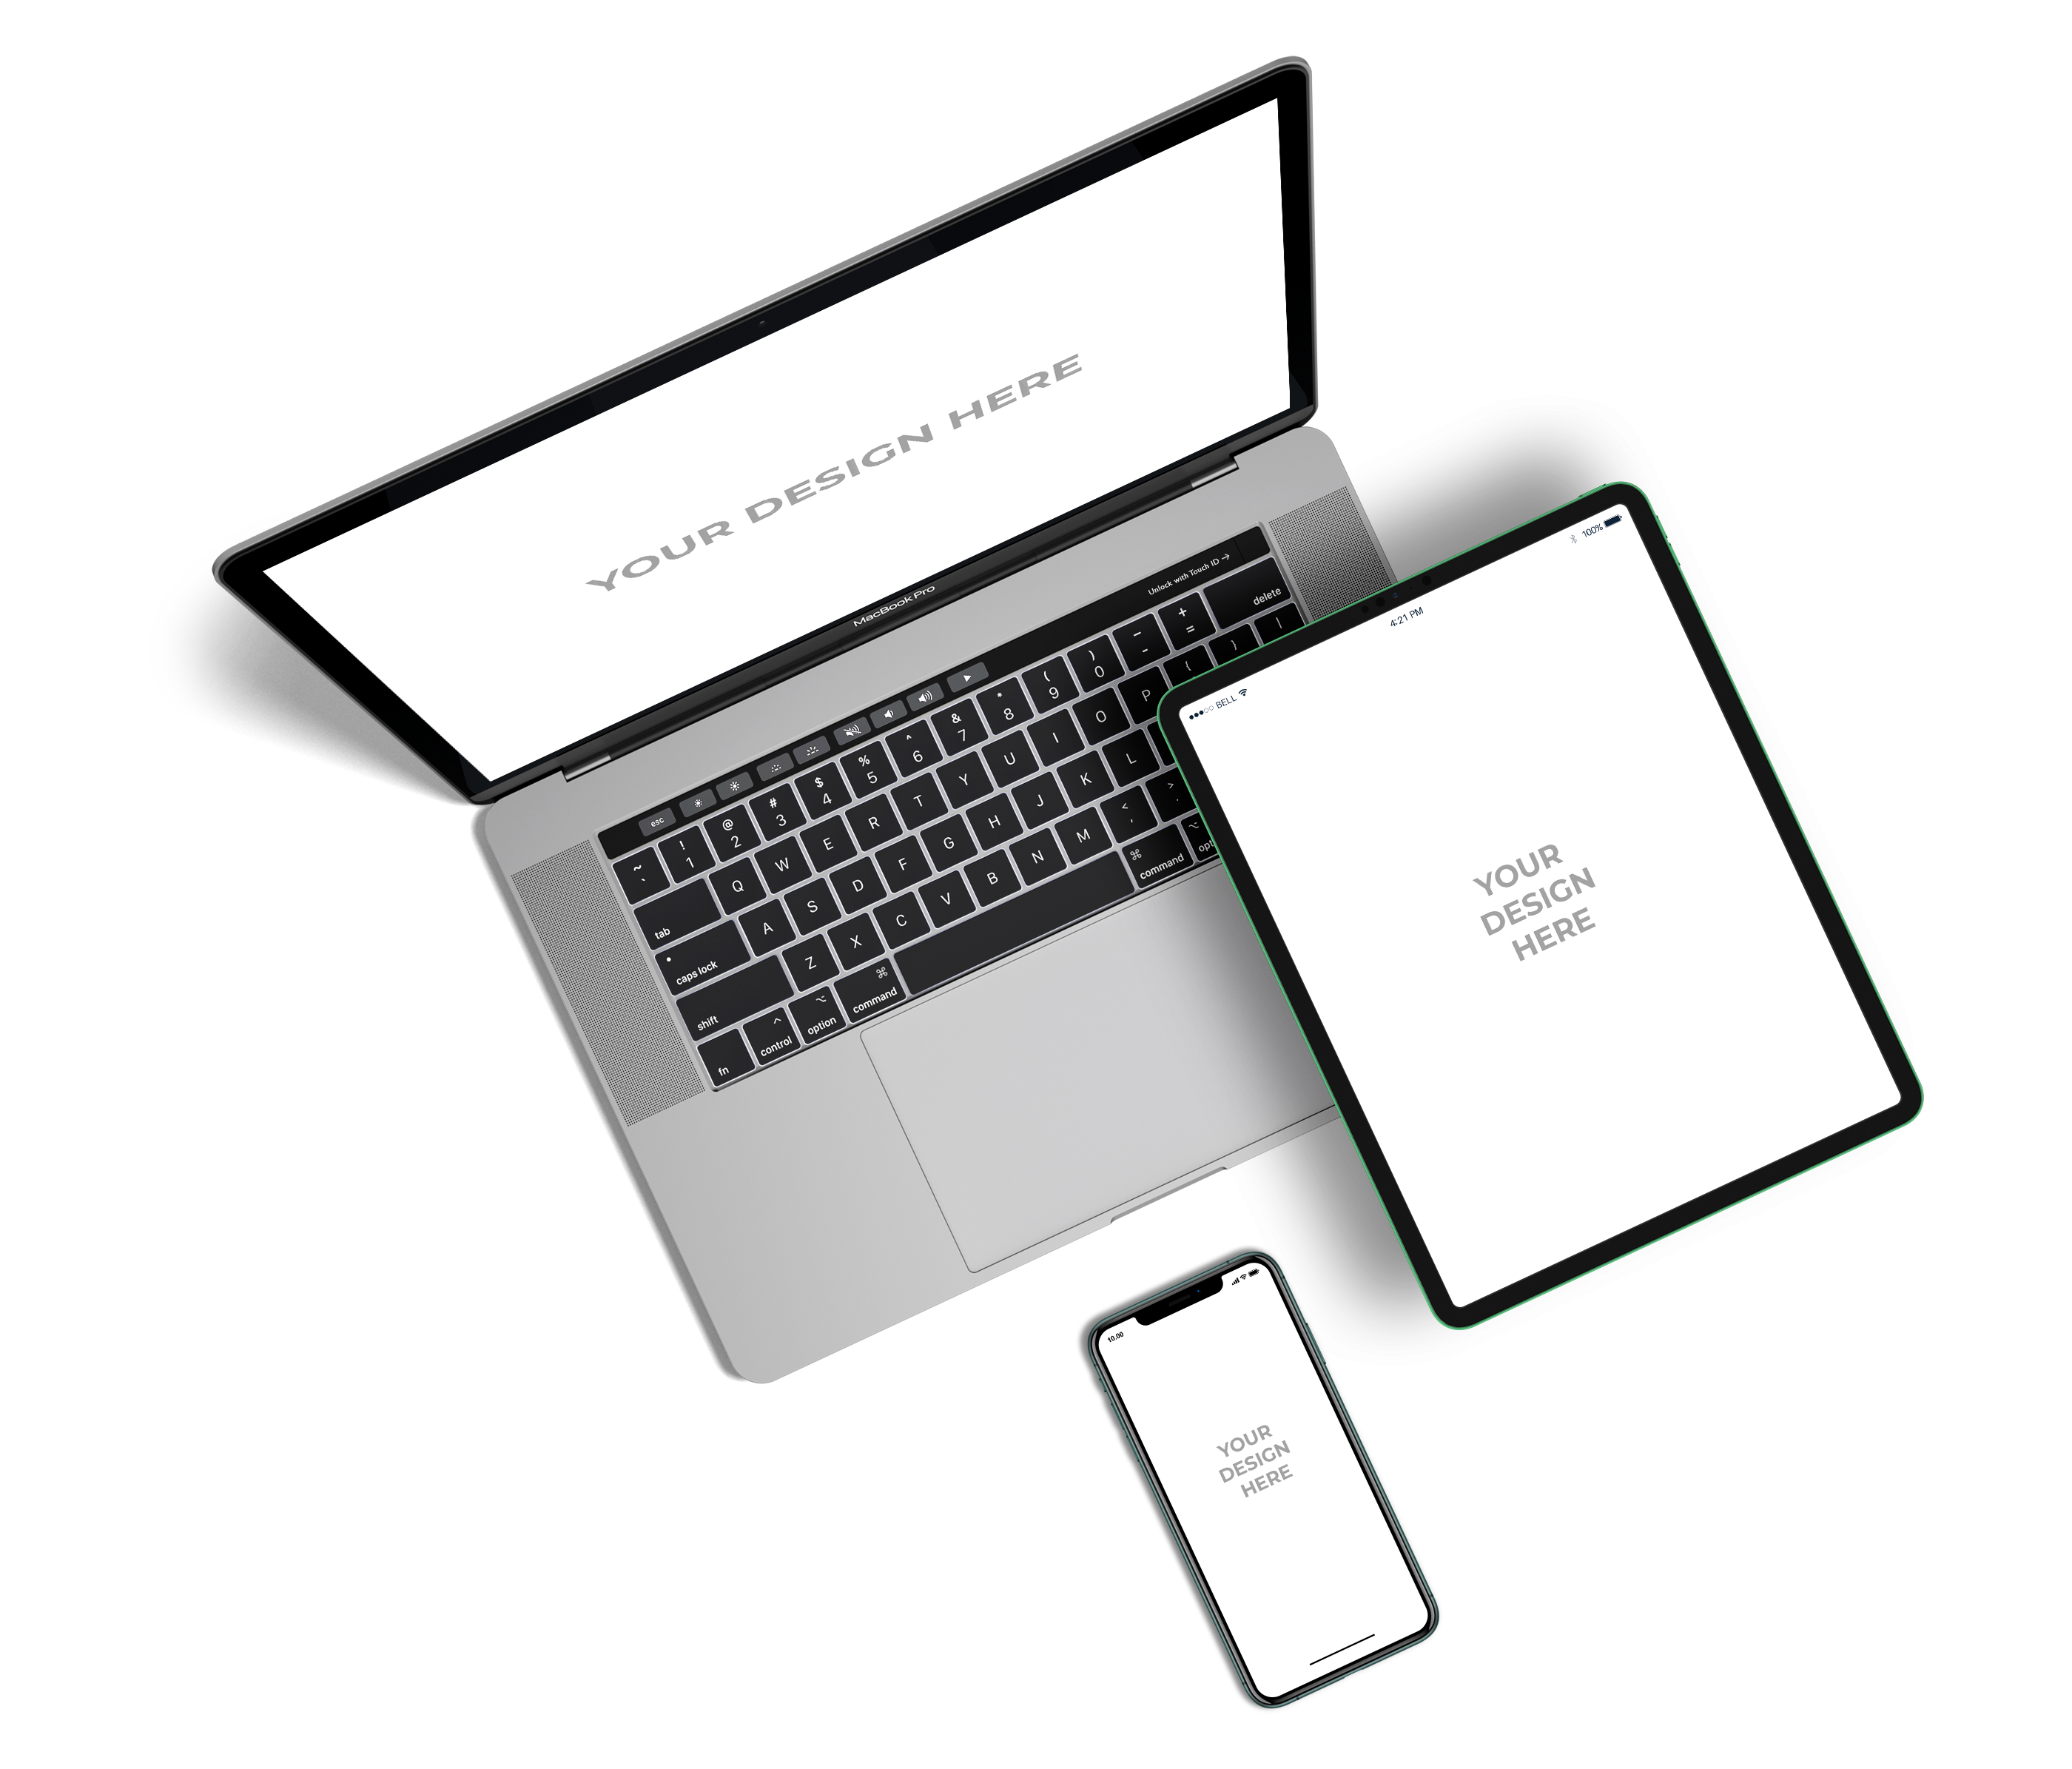 YOUR DESIGN HERE
MacBook Pro
Unlock with Touch ID →
esc
~ ` ! 1 @ 2 # 3 $ 4 % 5 ^ 6 & 7 * 8 ( 9 ) 0 – - + = delete
tab Q W E R T Y U I O P { } |
caps lock A S D F G H J K L
shift Z X C V B N M < , > .
fn ^ control ⌥ option ⌘ command ⌘ command ⌥ opt
●●●○○ BELL
4:21 PM
100%
YOUR
DESIGN
HERE
10.00
YOUR
DESIGN
HERE